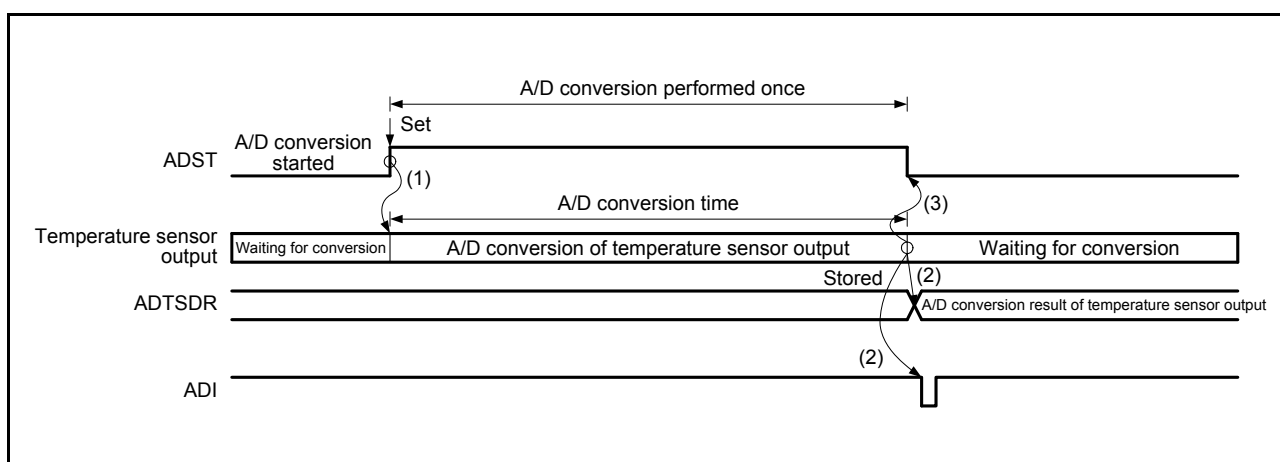 A/D conversion performed once
Set
A/D conversion
started
ADST
(1)
(3)
A/D conversion time
Temperature sensor
output
Waiting for conversion
A/D conversion of temperature sensor output
Waiting for conversion
Stored
(2)
ADTSDR
A/D conversion result of temperature sensor output
(2)
ADI